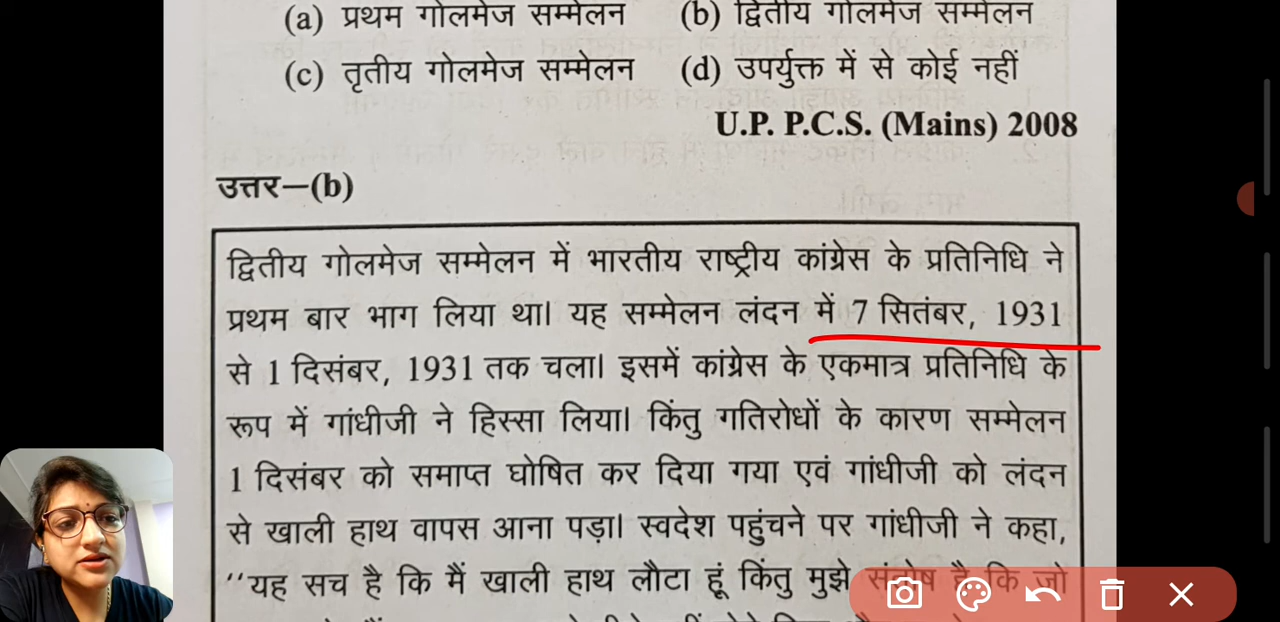 (a) प्रथम गोलमेज सम्मेलन (b) द्वितीय गोलमेज सम्मेलन
(c) तृतीय गोलमेज सम्मेलन (d) उपर्युक्त में से कोई नहीं
U.P. P.C.S. (Mains) 2008
उत्तर–(b)
द्वितीय गोलमेज सम्मेलन में भारतीय राष्ट्रीय कांग्रेस के प्रतिनिधि ने
प्रथम बार भाग लिया था। यह सम्मेलन लंदन में 7 सितंबर, 1931
से 1 दिसंबर, 1931 तक चला। इसमें कांग्रेस के एकमात्र प्रतिनिधि के
रूप में गांधीजी ने हिस्सा लिया। किंतु गतिरोधों के कारण सम्मेलन
1 दिसंबर को समाप्त घोषित कर दिया गया एवं गांधीजी को लंदन
से खाली हाथ वापस आना पड़ा। स्वदेश पहुंचने पर गांधीजी ने कहा,
‘‘यह सच है कि मैं खाली हाथ लौटा हूं किंतु मुझे संतोष है कि जो